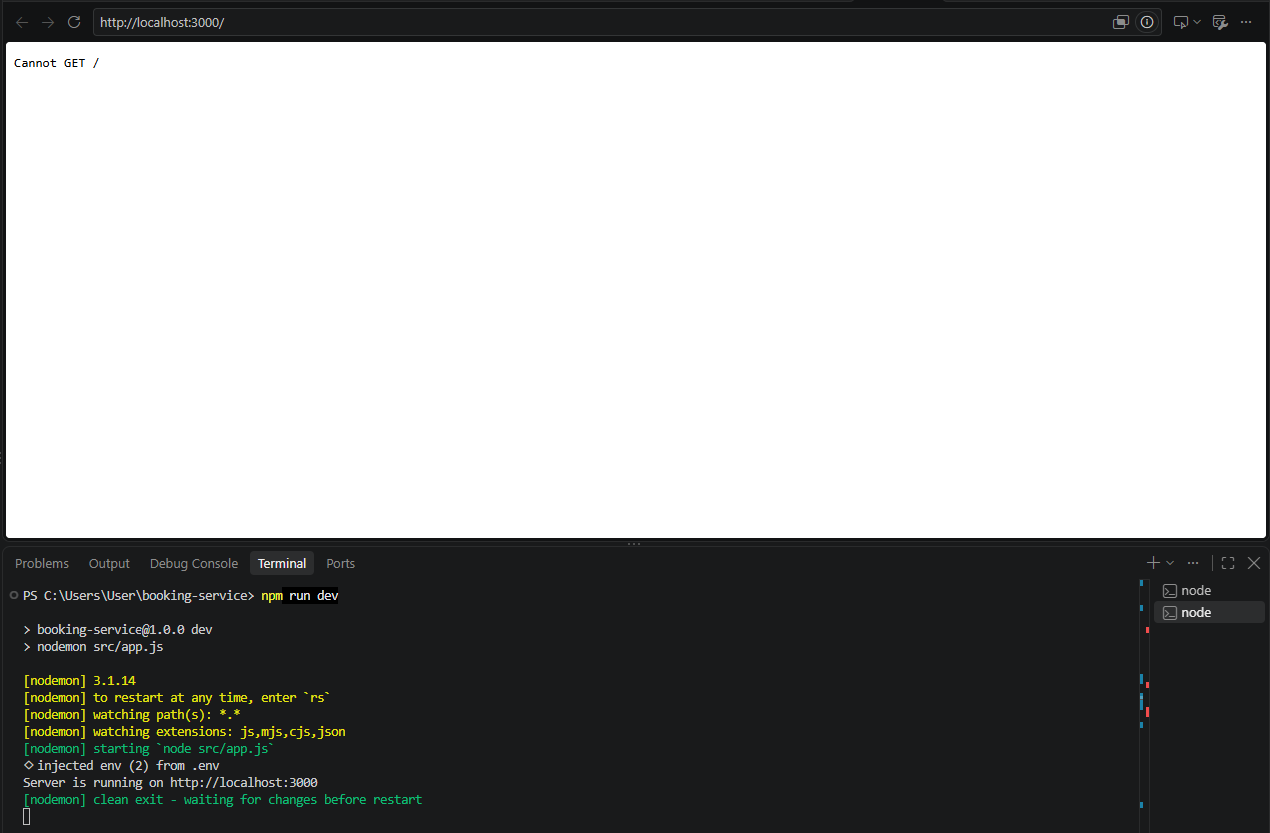 http://localhost:3000/
Cannot GET /
Problems Output Debug Console Terminal Ports
PS C:\Users\User\booking-service> npm run dev
> booking-service@1.0.0 dev
> nodemon src/app.js
[nodemon] 3.1.14
[nodemon] to restart at any time, enter `rs`
[nodemon] watching path(s): *.*
[nodemon] watching extensions: js,mjs,cjs,json
[nodemon] starting `node src/app.js`
◇ injected env (2) from .env
Server is running on http://localhost:3000
[nodemon] clean exit - waiting for changes before restart
node
node